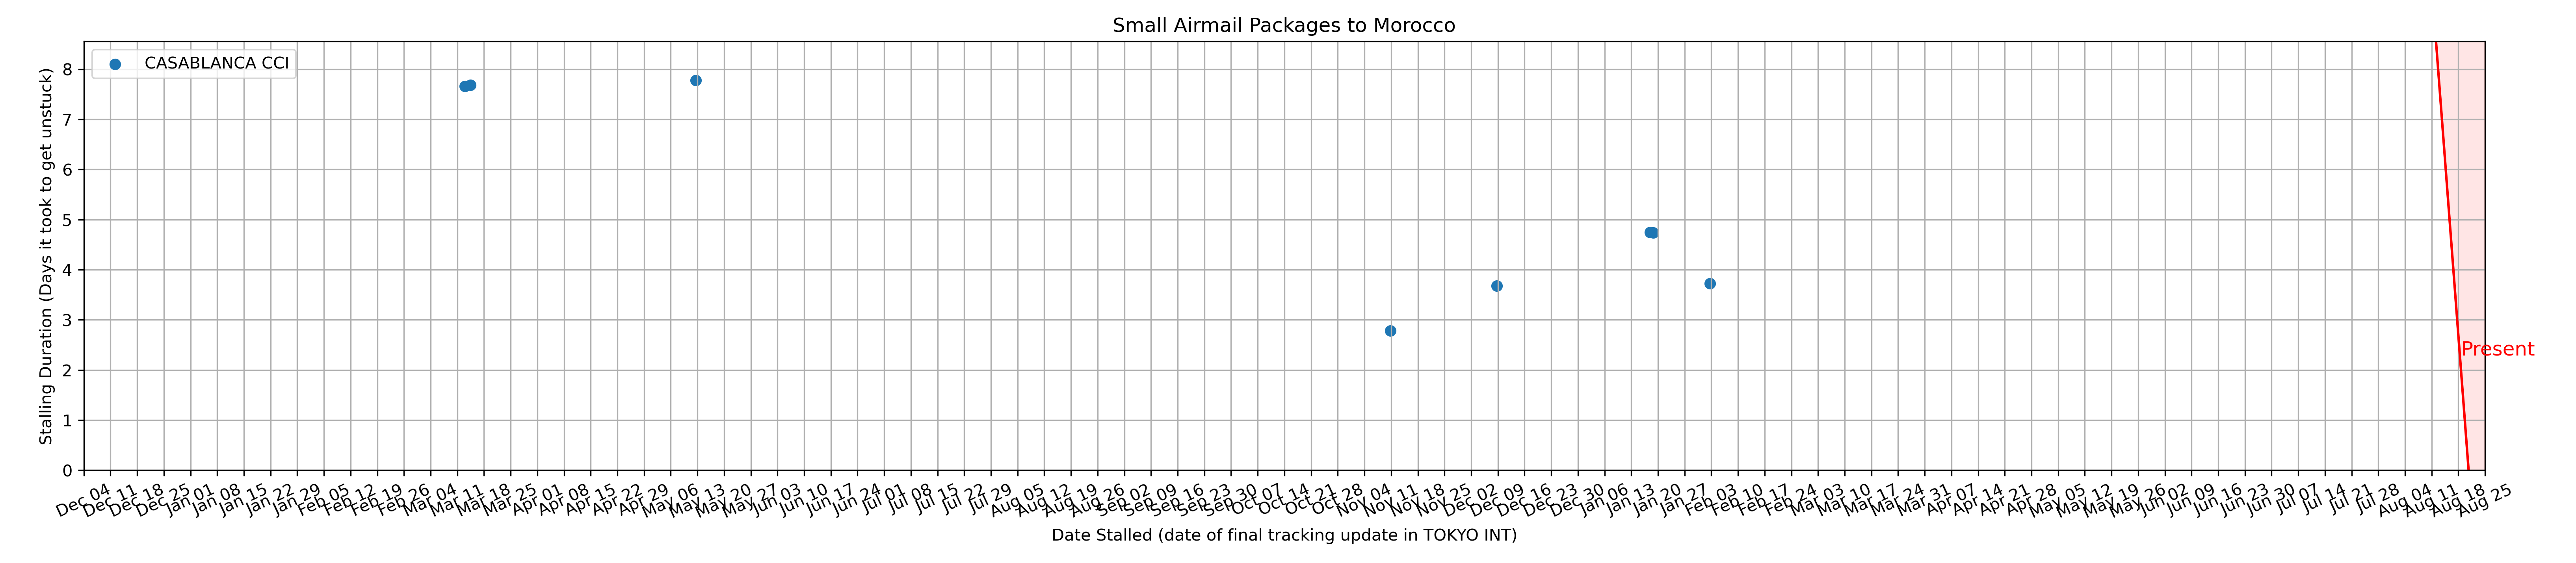 Small Airmail Packages to Morocco
CASABLANCA CCI
Stalling Duration (Days it took to get unstuck)
8
7
6
5
4
3
2
1
0
Present
Dec 04
Dec 11
Dec 18
Dec 25
Jan 01
Jan 08
Jan 15
Jan 22
Jan 29
Feb 05
Feb 12
Feb 19
Feb 26
Mar 04
Mar 11
Mar 18
Mar 25
Apr 01
Apr 08
Apr 15
Apr 22
Apr 29
May 06
May 13
May 20
May 27
Jun 03
Jun 10
Jun 17
Jun 24
Jul 01
Jul 08
Jul 15
Jul 22
Jul 29
Aug 05
Aug 12
Aug 19
Aug 26
Sep 02
Sep 09
Sep 16
Sep 23
Sep 30
Oct 07
Oct 14
Oct 21
Oct 28
Nov 04
Nov 11
Nov 18
Nov 25
Dec 02
Dec 09
Dec 16
Dec 23
Dec 30
Jan 06
Jan 13
Jan 20
Jan 27
Feb 03
Feb 10
Feb 17
Feb 24
Mar 03
Mar 10
Mar 17
Mar 24
Mar 31
Apr 07
Apr 14
Apr 21
Apr 28
May 05
May 12
May 19
May 26
Jun 02
Jun 09
Jun 16
Jun 23
Jun 30
Jul 07
Jul 14
Jul 21
Jul 28
Aug 04
Aug 11
Aug 18
Aug 25
Date Stalled (date of final tracking update in TOKYO INT)